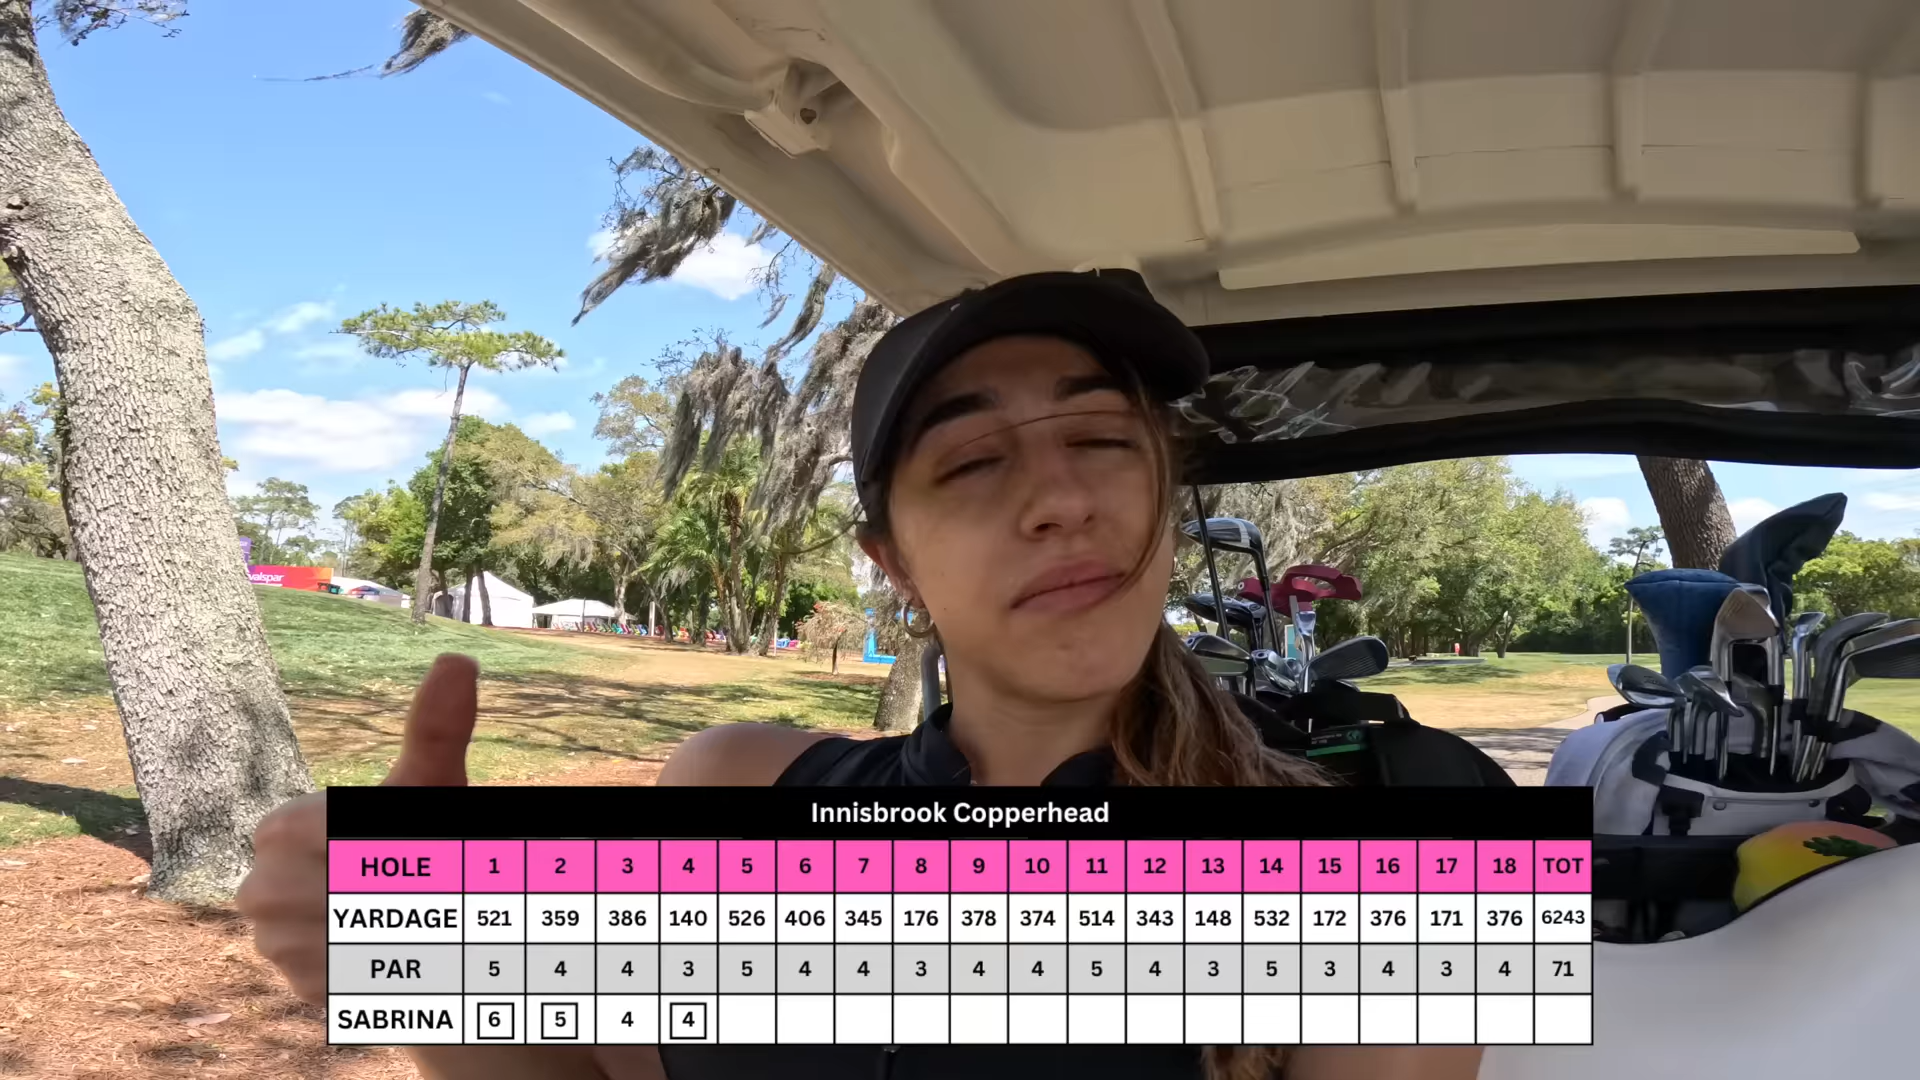 valspar
Innisbrook Copperhead
HOLE 1 2 3 4 5 6 7 8 9 10 11 12 13 14 15 16 17 18 TOT
YARDAGE 521 359 386 140 526 406 345 176 378 374 514 343 148 532 172 376 171 376 6243
PAR 5 4 4 3 5 4 4 3 4 4 5 4 3 5 3 4 3 4 71
SABRINA 6 5 4 4